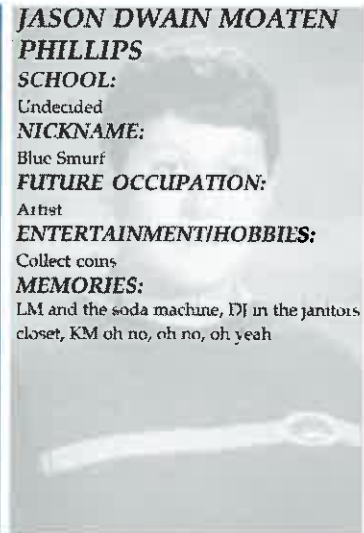 JASON DWAIN MOATEN
PHILLIPS
SCHOOL:
Undecided
NICKNAME:
Blue Smurf
FUTURE OCCUPATION:
Artist
ENTERTAINMENT/HOBBIES:
Collect coins
MEMORIES:
LM and the soda machine, DJ in the janitors
closet, KM oh no, oh no, oh yeah